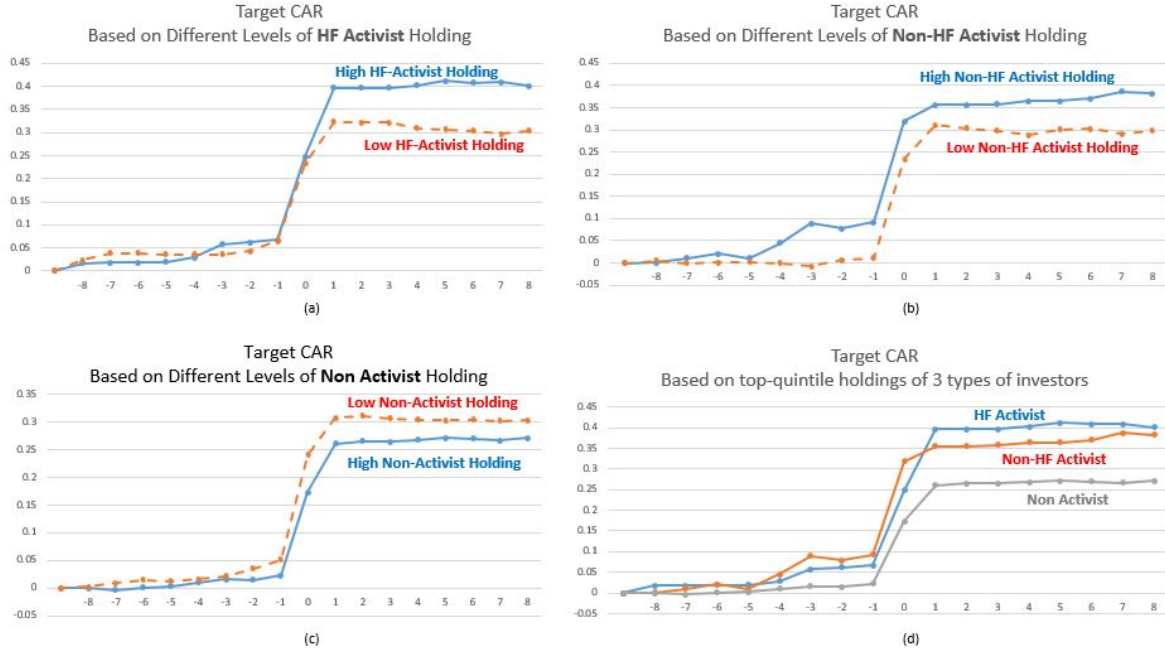 Target CAR
Based on Different Levels of HF Activist Holding
0.45
0.4
0.35
0.3
0.25
0.2
0.15
0.1
0.05
0
High HF-Activist Holding
Low HF-Activist Holding
-8 -7 -6 -5 -4 -3 -2 -1 0 1 2 3 4 5 6 7 8
(a)
Target CAR
Based on Different Levels of Non-HF Activist Holding
0.45
0.4
0.35
0.3
0.25
0.2
0.15
0.1
0.05
0
-0.05
High Non-HF Activist Holding
Low Non-HF Activist Holding
-8 -7 -6 -5 -4 -3 -2 -1 0 1 2 3 4 5 6 7 8
(b)
Target CAR
Based on Different Levels of Non Activist Holding
0.35
0.3
0.25
0.2
0.15
0.1
0.05
0
-0.05
Low Non-Activist Holding
High Non-Activist Holding
-8 -7 -6 -5 -4 -3 -2 -1 0 1 2 3 4 5 6 7 8
(c)
Target CAR
Based on top-quintile holdings of 3 types of investors
0.45
0.4
0.35
0.3
0.25
0.2
0.15
0.1
0.05
0
-0.05
HF Activist
Non-HF Activist
Non Activist
-8 -7 -6 -5 -4 -3 -2 -1 0 1 2 3 4 5 6 7 8
(d)